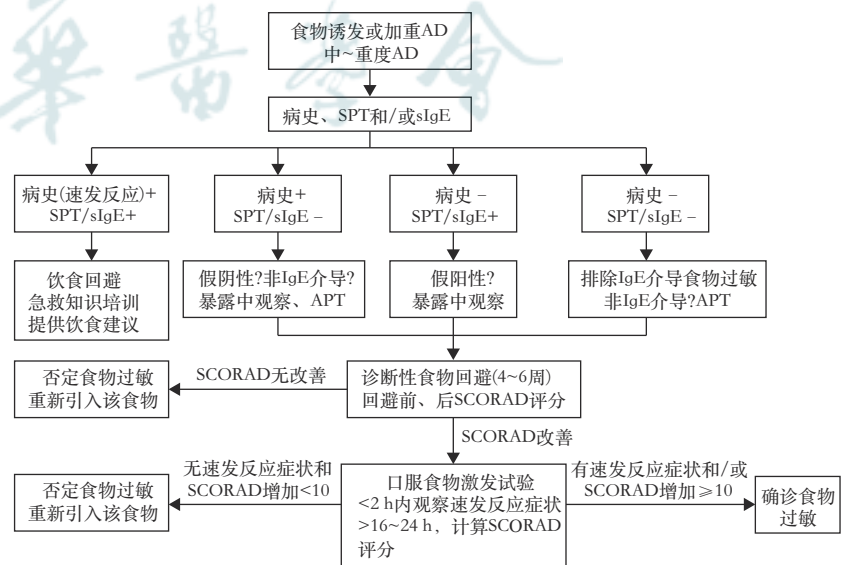 華醫學會
食物诱发或加重AD
中~重度AD
病史、SPT和/或sIgE
病史(速发反应)+
SPT/sIgE+
病史+
SPT/sIgE－
病史－
SPT/sIgE+
病史－
SPT/sIgE－
饮食回避
急救知识培训
提供饮食建议
假阴性?非IgE介导?
暴露中观察、APT
假阳性?
暴露中观察
排除IgE介导食物过敏
非IgE介导?APT
否定食物过敏
重新引入该食物
SCORAD无改善
诊断性食物回避(4~6周)
回避前、后SCORAD评分
SCORAD改善
否定食物过敏
重新引入该食物
无速发反应症状和
SCORAD增加<10
口服食物激发试验
<2 h内观察速发反应症状
>16~24 h，计算SCORAD
评分
有速发反应症状和/或
SCORAD增加≥10
确诊食物
过敏